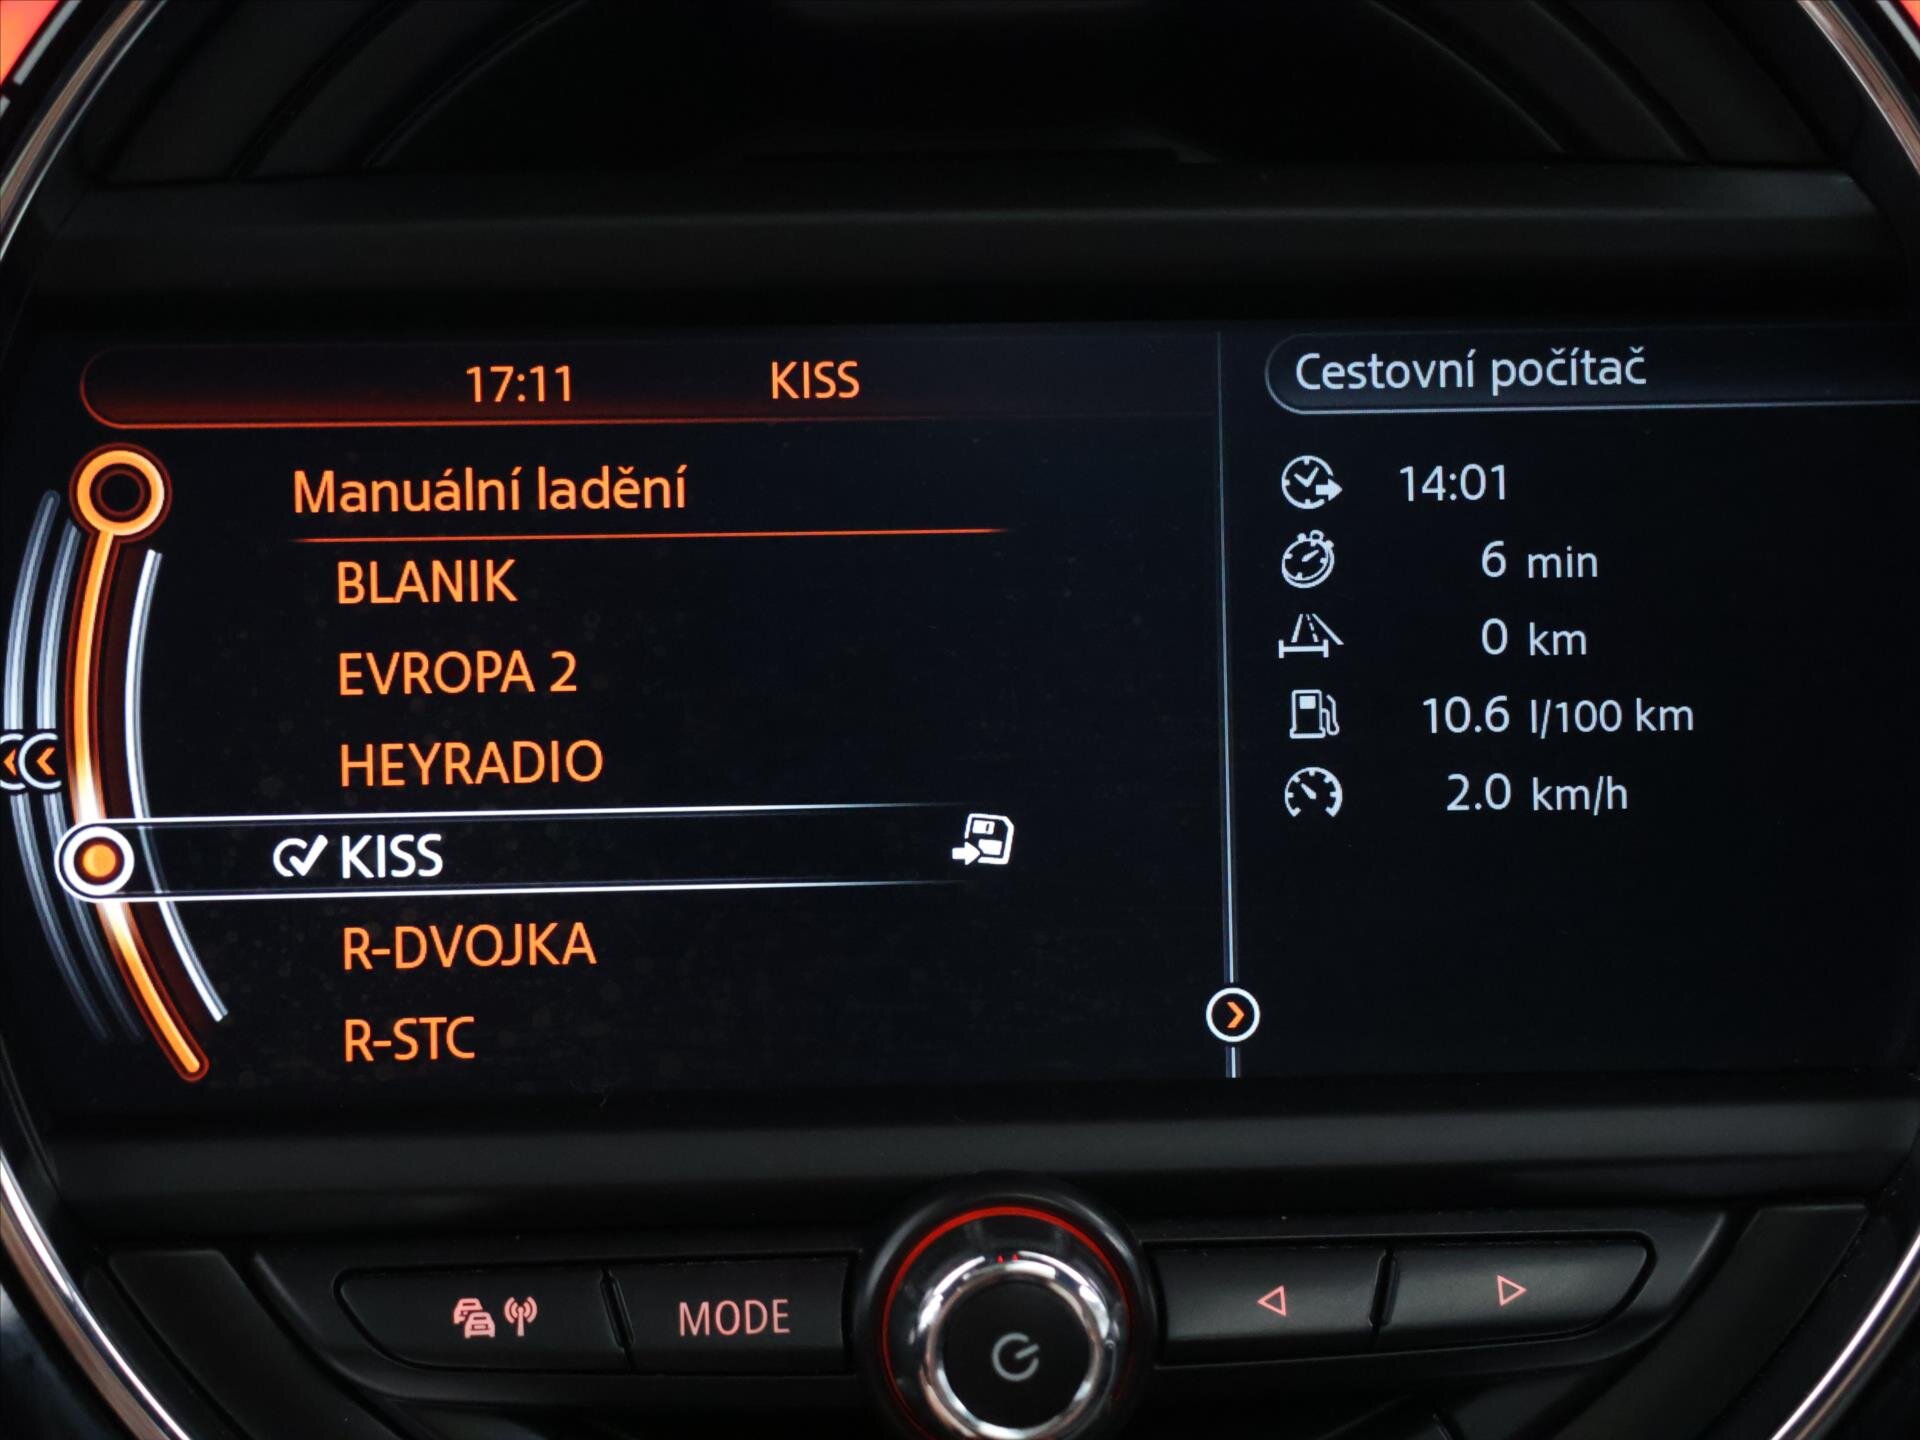 17:11 KISS
Manuální ladění
BLANIK
EVROPA 2
HEYRADIO
KISS
R-DVOJKA
R-STC
Cestovní počítač
14:01
6 min
0 km
10.6 l/100 km
2.0 km/h
MODE